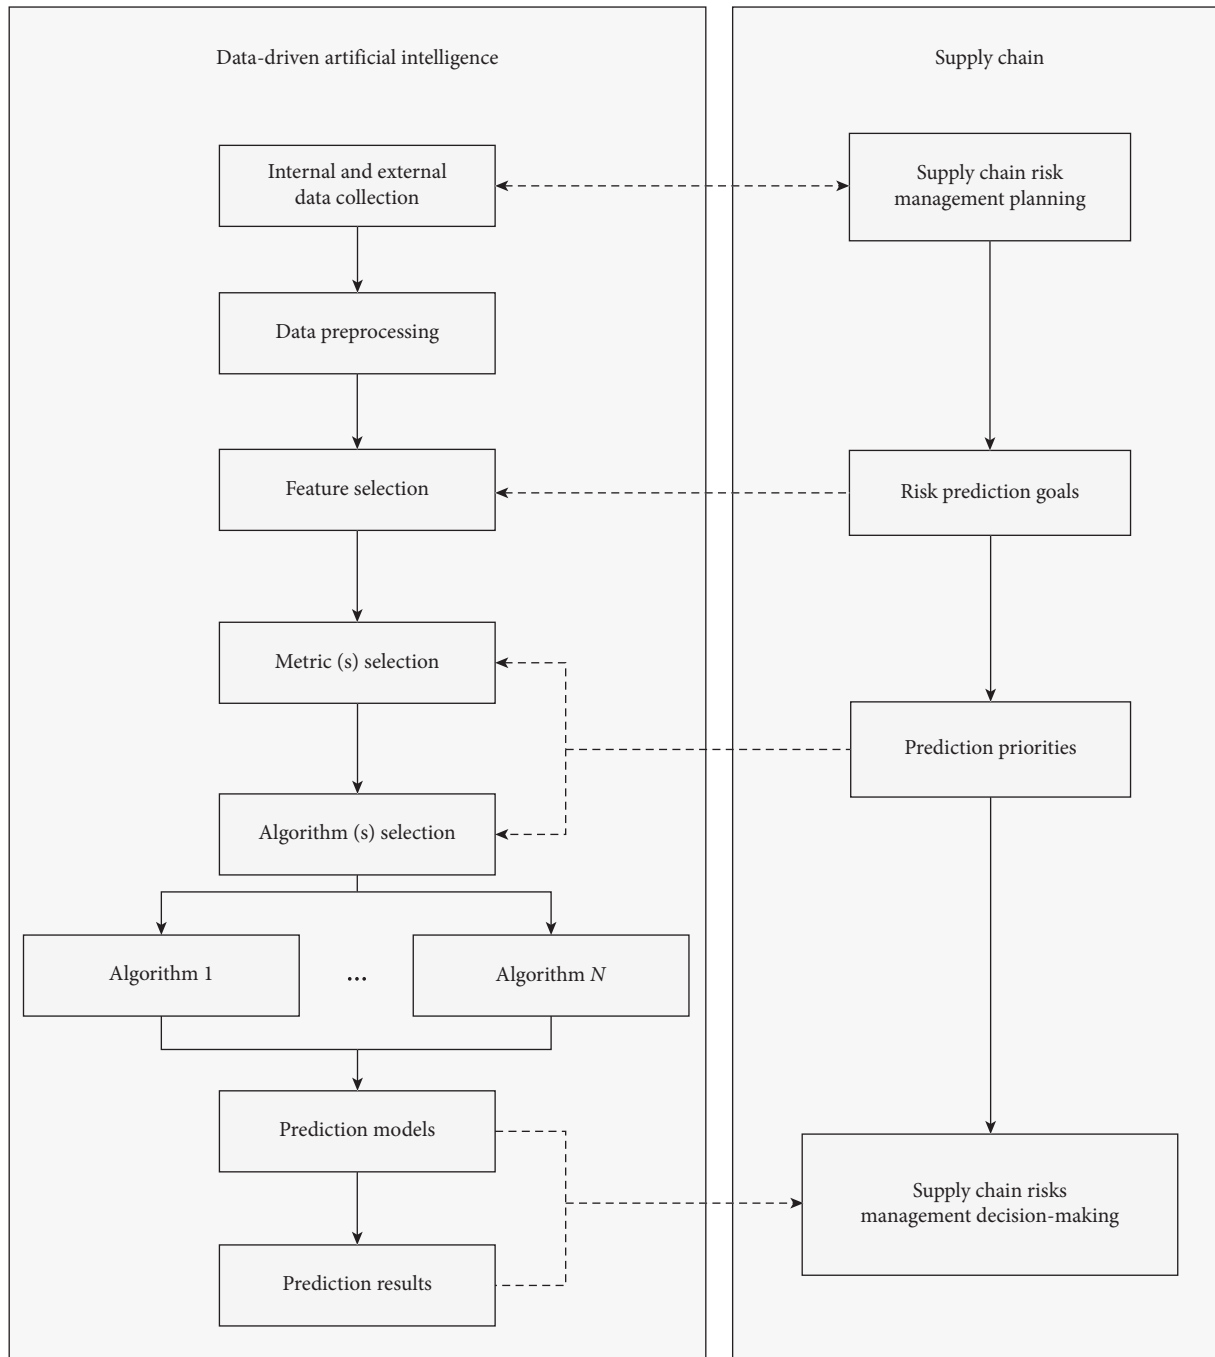 Data-driven artificial intelligence
Supply chain
Internal and external
data collection
Supply chain risk
management planning
Data preprocessing
Feature selection
Risk prediction goals
Metric (s) selection
Prediction priorities
Algorithm (s) selection
Algorithm 1
...
Algorithm N
Prediction models
Supply chain risks
management decision-making
Prediction results